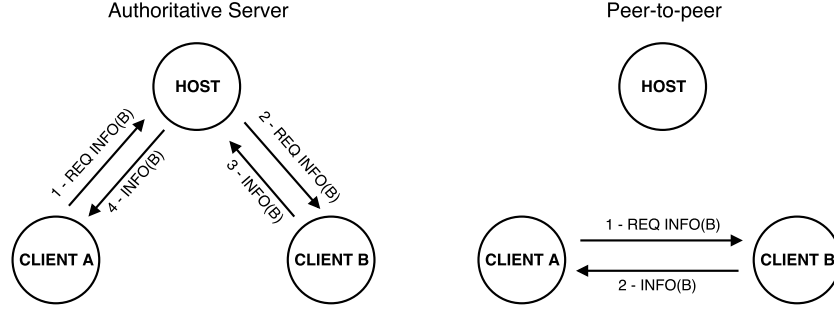 Authoritative Server
HOST
1 - REQ INFO(B)
4 - INFO(B)
2 - REQ INFO(B)
3 - INFO(B)
CLIENT A
CLIENT B
Peer-to-peer
HOST
1 - REQ INFO(B)
2 - INFO(B)
CLIENT A
CLIENT B